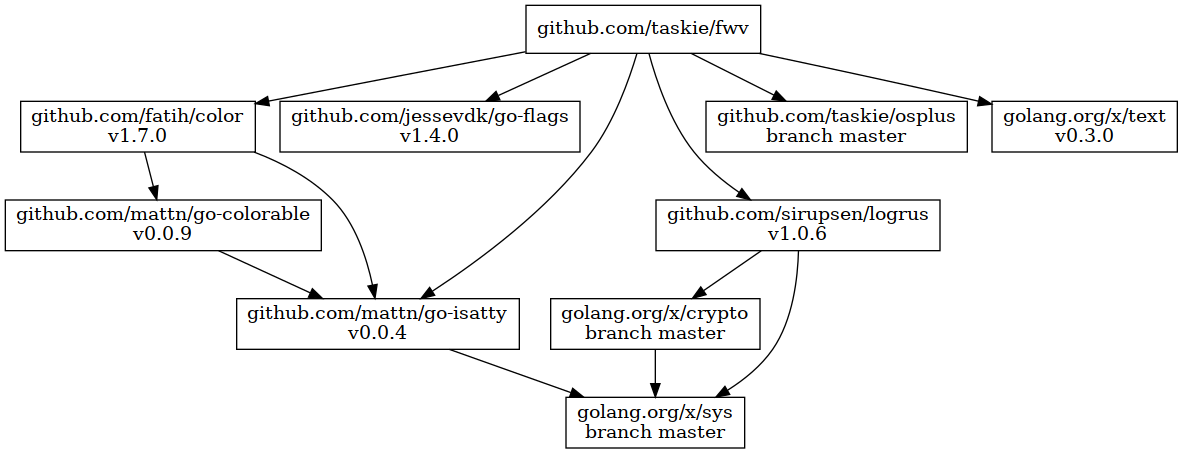 github.com/taskie/fwv
github.com/fatih/color
v1.7.0
github.com/jessevdk/go-flags
v1.4.0
github.com/taskie/osplus
branch master
golang.org/x/text
v0.3.0
github.com/mattn/go-colorable
v0.0.9
github.com/sirupsen/logrus
v1.0.6
github.com/mattn/go-isatty
v0.0.4
golang.org/x/crypto
branch master
golang.org/x/sys
branch master